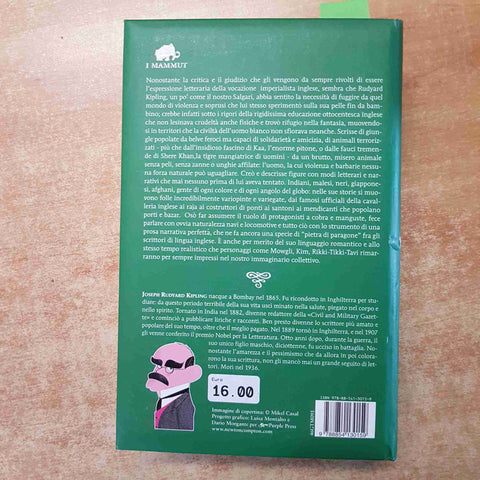 I MAMMUT
Nonostante la critica e il giudizio che gli vengono da sempre rivolti di essere
l'espressione letteraria della vocazione imperialista inglese, sembra che Rudyard
Kipling, un po' come il nostro Salgari, abbia sentito la necessità di fuggire da quel
mondo di violenza e soprusi che lui stesso sperimentò sulla sua pelle fin da bam-
bino; crebbe infatti sotto i rigori della rigidissima educazione ottocentesca Inglese
che non lesinava crudeltà anche fisiche e trovò rifugio nella fantasia, muovendo-
si in territori che la civiltà dell'uomo bianco non sfiorava neanche. Scrisse di giun-
gle popolate da belve feroci ma capaci di solidarietà e amicizia, di animali terroriz-
zati - più che dall'insidioso fascino di Kaa, l'enorme pitone, o dalle fauci tremen-
de di Shere Khan,la tigre mangiatrice di uomini - da un brutto, misero animale
senza peli, senza zanne o unghie affilate: l'uomo, la cui violenza e barbarie nessu-
na forza naturale può uguagliare. Creò e descrisse figure con modi letterari e nar-
rativi che mai nessuno prima di lui aveva tentato. Indiani, malesi, neri, giappone-
si, afghani, gente di ogni colore e di ogni angolo del globo: nelle sue storie si muo-
vono folle incredibilmente variopinte e variegate, dai famosi ufficiali della caval-
leria inglese ai raja ai costruttori di ponti ai santoni ai mendicanti che popolano
porti e bazar. Osò far assumere il ruolo di protagonisti a cobra e manguste, fece
parlare con ovvia naturalezza navi e locomotive e tutto ciò con lo strumento di una
prosa narrativa perfetta, che ne fa ancora una specie di "pietra di paragone" fra gli
scrittori di lingua inglese. È anche per merito del suo linguaggio romantico e allo
stesso tempo realistico che personaggi come Mowgli, Kim, Rikki-Tikki-Tavi rimar-
ranno per sempre impressi nel nostro immaginario collettivo.
JOSEPH RUDYARD KIPLING nacque a Bombay nel 1865, Fu ricondotto in Inghilterra per stu-
diare: da questo periodo terribile della sua vita uscì minato nella salute, piegato nel corpo e
nello spirito. Tornato in India nel 1882, divenne redattore della «Civil and Military Gazet-
te» e cominciò a pubblicare liriche e racconti. Ben presto divenne lo scrittore più amato e
popolare del suo tempo, oltre che il meglio pagato. Nel 1889 tornò in Inghilterra, e nel 1907
gli venne conferito il premio Nobel per la Letteratura. Otto anni dopo, durante la guerra, il
suo unico figlio maschio, diciottenne, fu ucciso in battaglia. No-
nostante l'amarezza e il pessimismo che da allora in poi colora-
no la sua scrittura, non gli mancò mai un grande seguito di let-
tori. Morì nel 1936.
Euro
16.00
Immagine di copertina: © Mikel Casal
Progetto grafico: Luisa Montalto e
Dario Morgante per Purple Press
www.newtoncompton.com
ISBN 978-88-541-3015-9
9 788854 130159